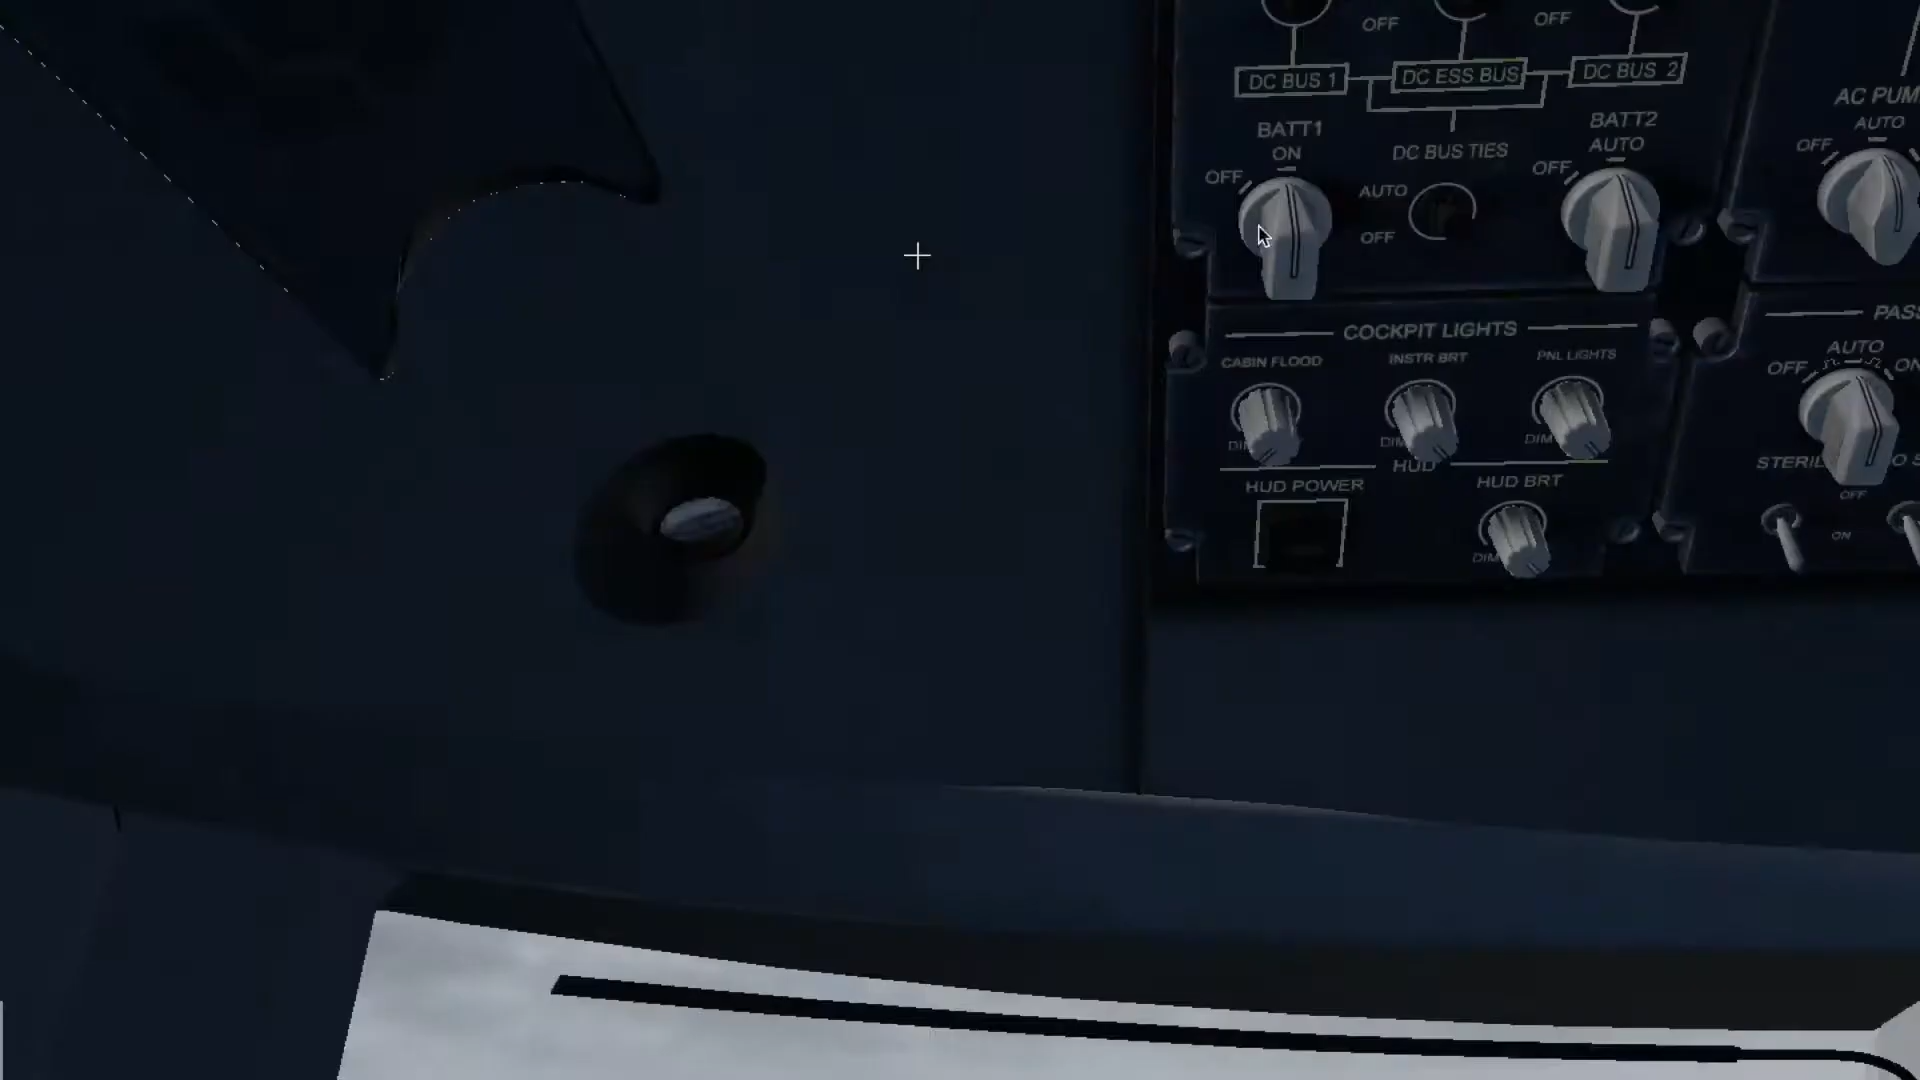 OFF
OFF
DC BUS 1
DC ESS BUS
DC BUS 2
BATT1
ON
OFF
DC BUS TIES
AUTO
OFF
BATT2
AUTO
OFF
AC PUM
AUTO
OFF
COCKPIT LIGHTS
CABIN FLOOD
INSTR BRT
PNL LIGHTS
DIM
DIM
HUD
HUD POWER
HUD BRT
DIM
PASS
AUTO
OFF
ON
STERIL
OFF
ON